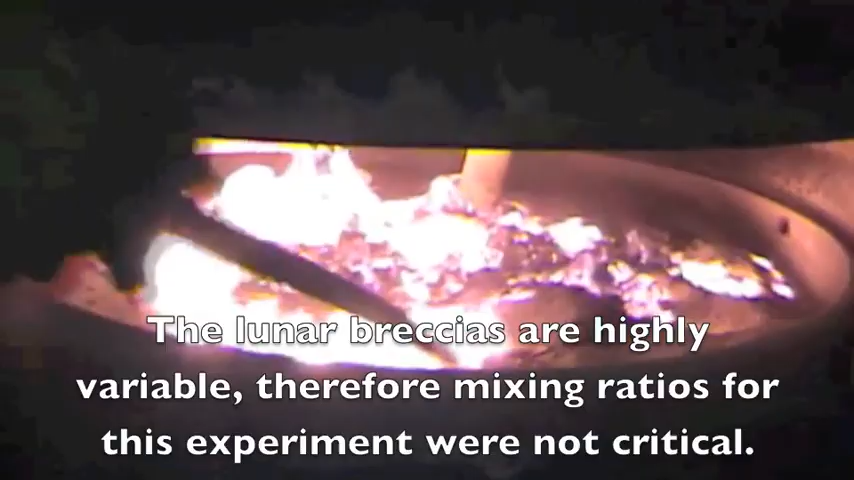 The lunar breccias are highly
variable, therefore mixing ratios for
this experiment were not critical.